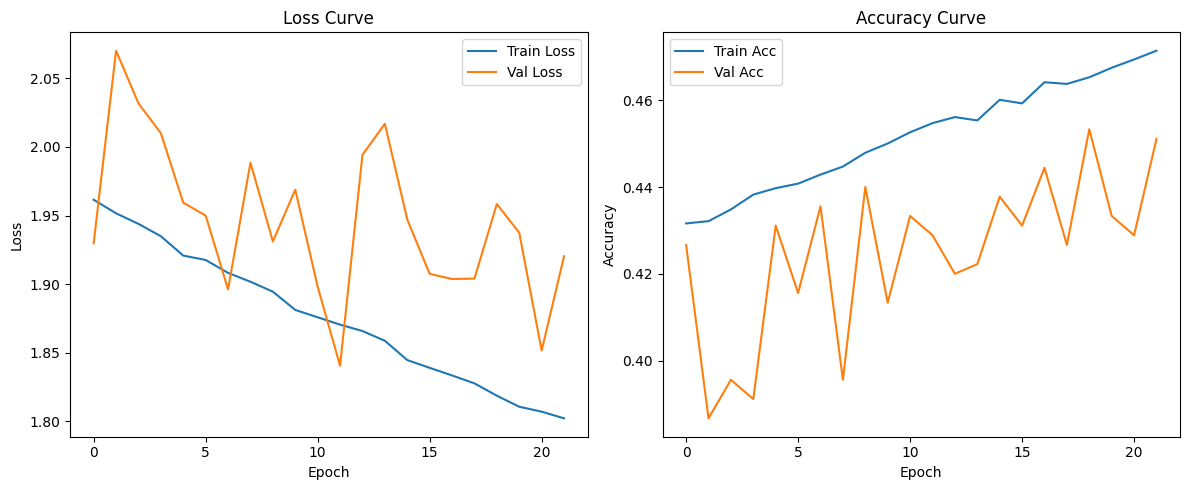 Loss Curve
Train Loss
Val Loss
2.05
2.00
1.95
1.90
1.85
1.80
Loss
0
5
10
15
20
Epoch
Accuracy Curve
Train Acc
Val Acc
0.46
0.44
0.42
0.40
Accuracy
0
5
10
15
20
Epoch